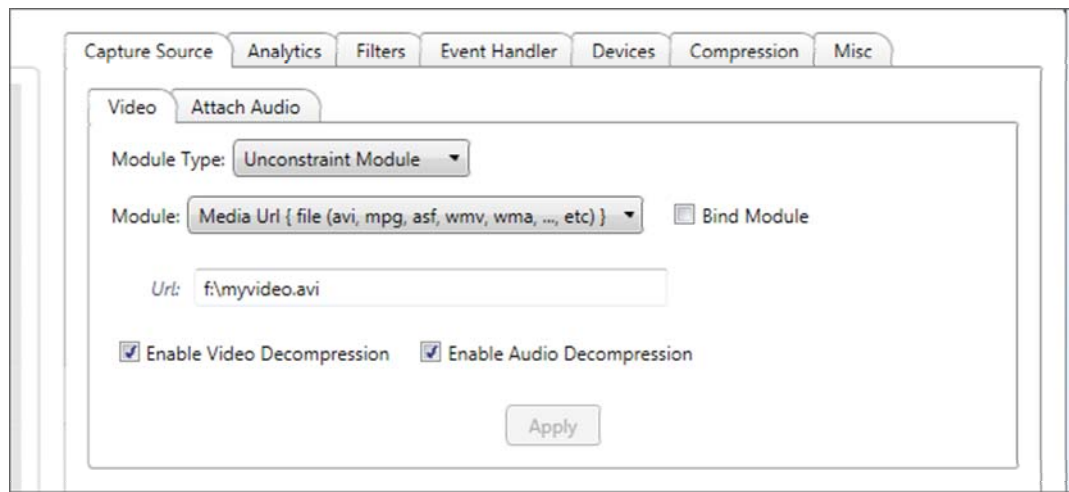 Capture Source Analytics Filters Event Handler Devices Compression Misc
Video Attach Audio
Module Type: Unconstraint Module
Module: Media Url { file (avi, mpg, asf, wmv, wma, ..., etc) } Bind Module
Url: f:\myvideo.avi
Enable Video Decompression Enable Audio Decompression
Apply